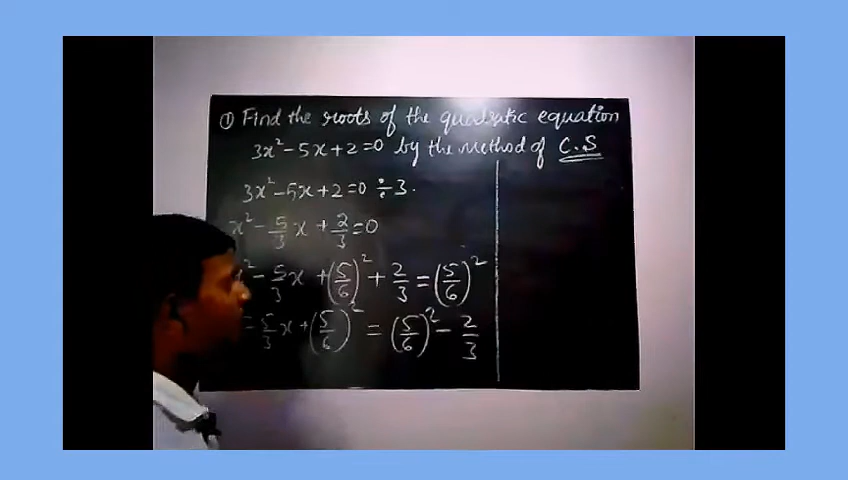 ① Find the roots of the quadratic equation
3x² - 5x + 2 = 0 by the method of C.S
3x² - 5x + 2 = 0 ÷ 3.
x² - 5/3 x + 2/3 = 0
² - 5/3 x + (5/6)² + 2/3 = (5/6)²
- 5/3 x + (5/6)² = (5/6)² - 2/3